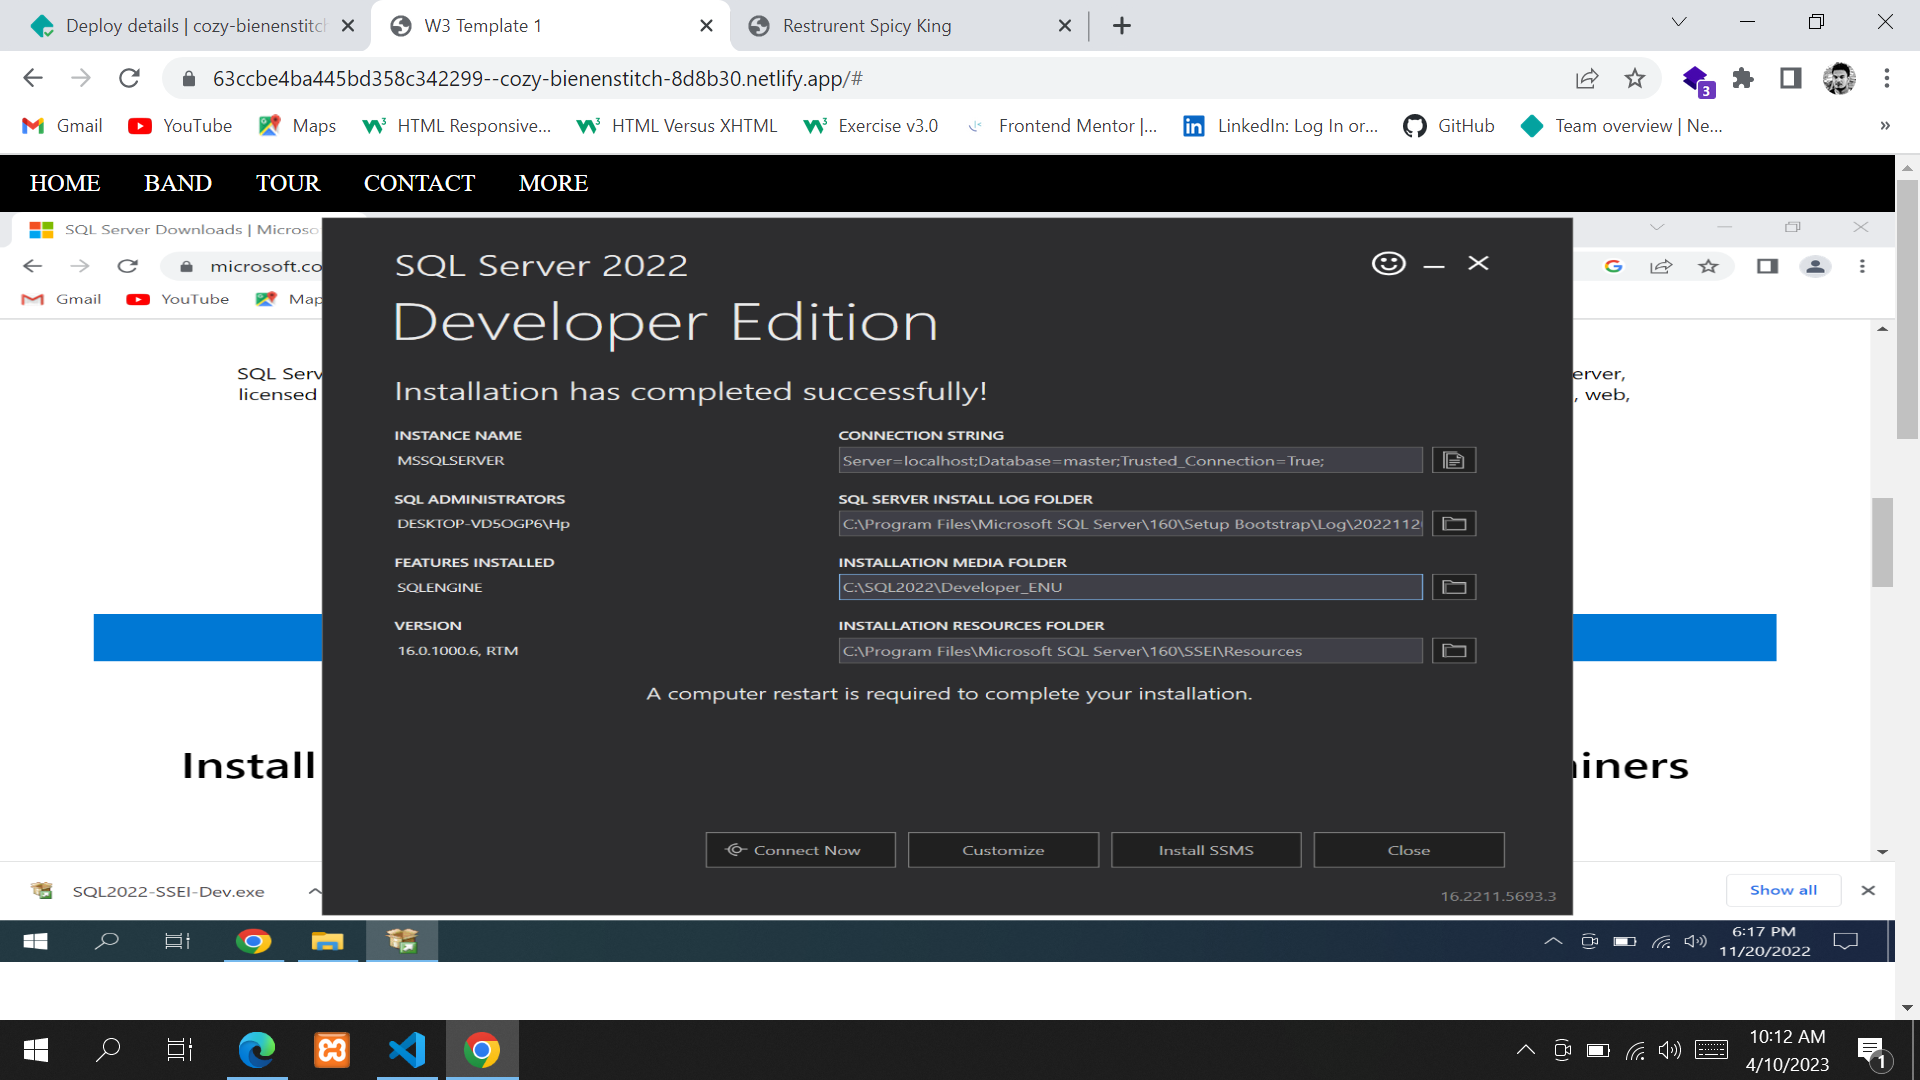 Deploy details | cozy-bienenstitch
W3 Template 1
Restrurent Spicy King
63ccbe4ba445bd358c342299--cozy-bienenstitch-8d8b30.netlify.app/#
3
Gmail
YouTube
Maps
HTML Responsive...
HTML Versus XHTML
Exercise v3.0
Frontend Mentor |...
LinkedIn: Log In or...
GitHub
Team overview | Ne...
»
HOME BAND TOUR CONTACT MORE
SQL Server Downloads | Microso
microsoft.co
Gmail
YouTube
Map
SQL Serv
licensed
erver,
, web,
SQL Server 2022
Developer Edition
Installation has completed successfully!
INSTANCE NAME
MSSQLSERVER
CONNECTION STRING
Server=localhost;Database=master;Trusted_Connection=True;
SQL ADMINISTRATORS
DESKTOP-VD5OGP6\Hp
SQL SERVER INSTALL LOG FOLDER
C:\Program Files\Microsoft SQL Server\160\Setup Bootstrap\Log\2022112
FEATURES INSTALLED
SQLENGINE
INSTALLATION MEDIA FOLDER
C:\SQL2022\Developer_ENU
VERSION
16.0.1000.6, RTM
INSTALLATION RESOURCES FOLDER
C:\Program Files\Microsoft SQL Server\160\SSEI\Resources
A computer restart is required to complete your installation.
Install
iners
Connect Now
Customize
Install SSMS
Close
16.2211.5693.3
SQL2022-SSEI-Dev.exe
Show all
6:17 PM
11/20/2022
10:12 AM
4/10/2023
1